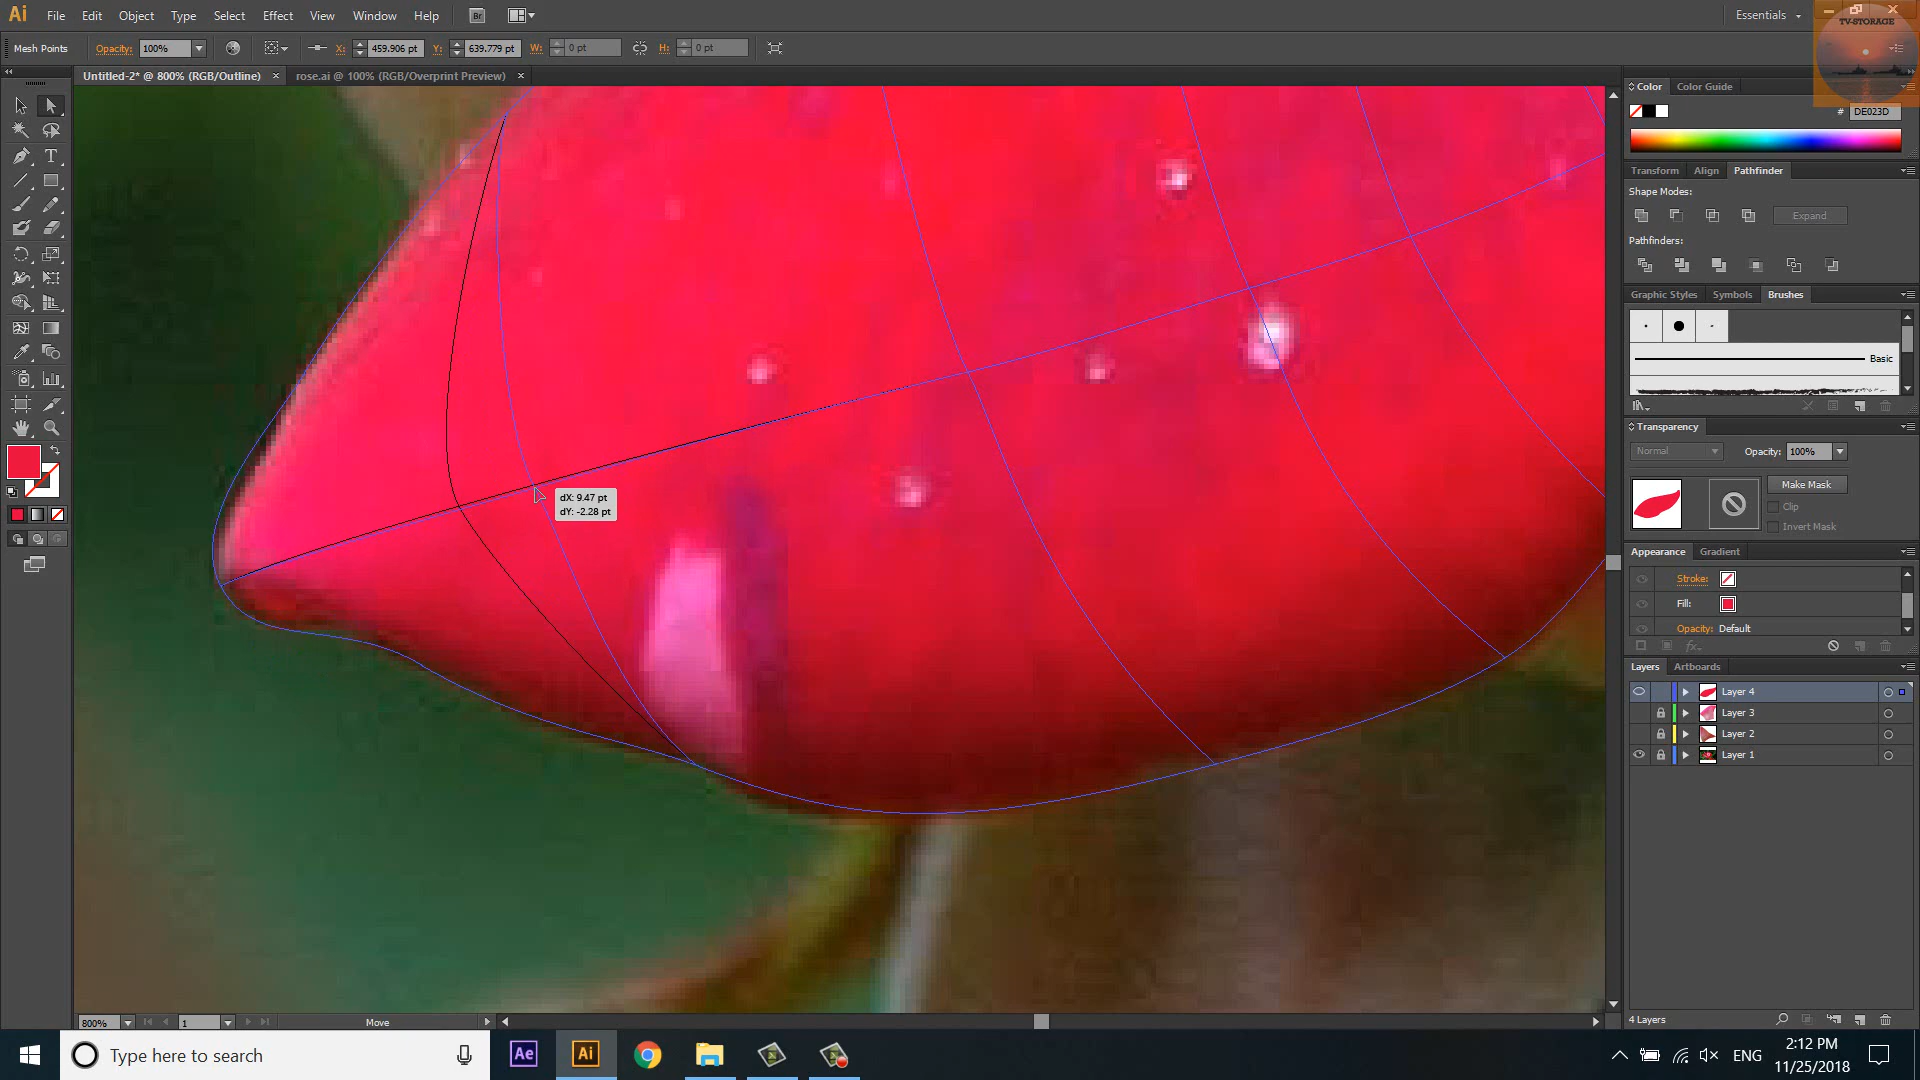 Ai File Edit Object Type Select Effect View Window Help Br Essentials
TV-STORAGE
Mesh Points Opacity: 100% X: 459.906 pt Y: 639.779 pt W: 0 pt H: 0 pt
Untitled-2* @ 800% (RGB/Outline) × rose.ai @ 100% (RGB/Overprint Preview) ×
Color Color Guide
# DE023D
Transform Align Pathfinder
Shape Modes:
Expand
Pathfinders:
Graphic Styles Symbols Brushes
Basic
Transparency
Normal Opacity: 100%
Make Mask
Clip
Invert Mask
dX: 9.47 pt
dY: -2.28 pt
Appearance Gradient
Stroke:
Fill:
Opacity: Default
fx
Layers Artboards
Layer 4
Layer 3
Layer 2
Layer 1
4 Layers
800% 1 Move
Type here to search
Ae Ai
ENG
2:12 PM
11/25/2018